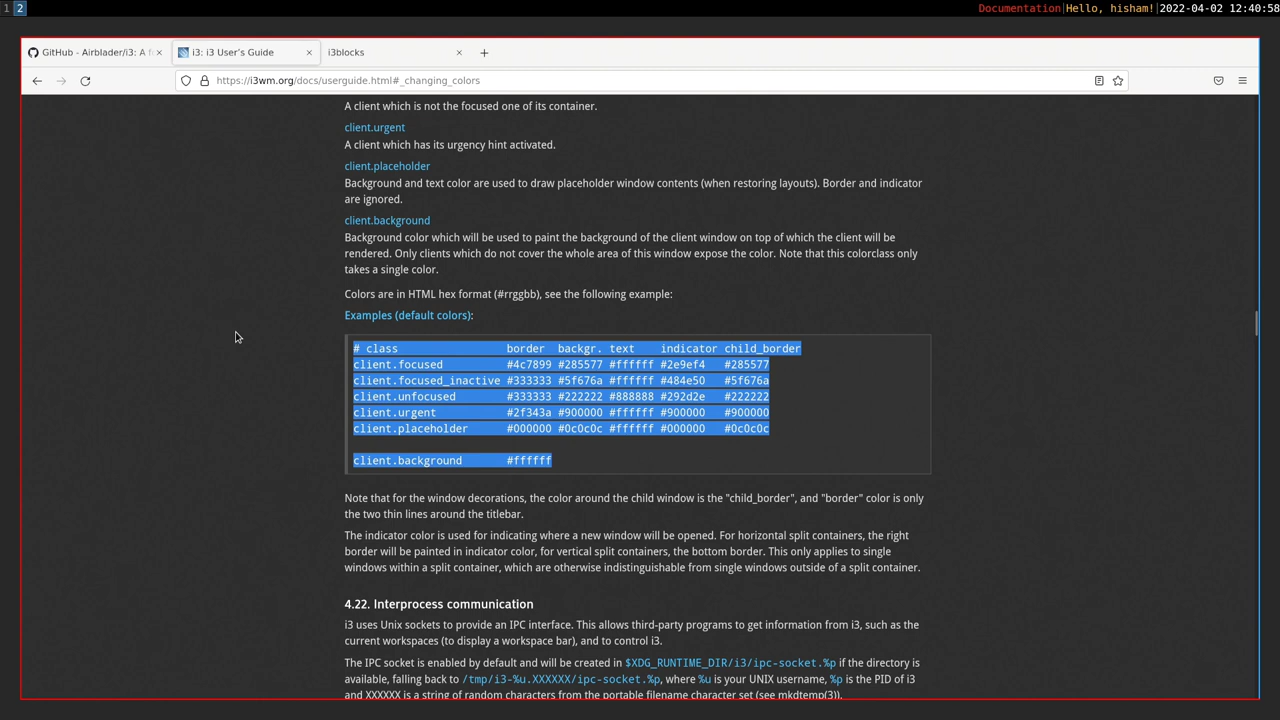 1 2 Documentation|Hello, hisham!|2022-04-02 12:40:58
GitHub - Airblader/i3: A f i3: i3 User's Guide i3blocks
https://i3wm.org/docs/userguide.html#_changing_colors
A client which is not the focused one of its container.
client.urgent
A client which has its urgency hint activated.
client.placeholder
Background and text color are used to draw placeholder window contents (when restoring layouts). Border and indicator
are ignored.
client.background
Background color which will be used to paint the background of the client window on top of which the client will be
rendered. Only clients which do not cover the whole area of this window expose the color. Note that this colorclass only
takes a single color.
Colors are in HTML hex format (#rrggbb), see the following example:
Examples (default colors):
# class border backgr. text indicator child_border
client.focused #4c7899 #285577 #ffffff #2e9ef4 #285577
client.focused_inactive #333333 #5f676a #ffffff #484e50 #5f676a
client.unfocused #333333 #222222 #888888 #292d2e #222222
client.urgent #2f343a #900000 #ffffff #900000 #900000
client.placeholder #000000 #0c0c0c #ffffff #000000 #0c0c0c
client.background #ffffff
Note that for the window decorations, the color around the child window is the "child_border", and "border" color is only
the two thin lines around the titlebar.
The indicator color is used for indicating where a new window will be opened. For horizontal split containers, the right
border will be painted in indicator color, for vertical split containers, the bottom border. This only applies to single
windows within a split container, which are otherwise indistinguishable from single windows outside of a split container.
4.22. Interprocess communication
i3 uses Unix sockets to provide an IPC interface. This allows third-party programs to get information from i3, such as the
current workspaces (to display a workspace bar), and to control i3.
The IPC socket is enabled by default and will be created in $XDG_RUNTIME_DIR/i3/ipc-socket.%p if the directory is
available, falling back to /tmp/i3-%u.XXXXXX/ipc-socket.%p, where %u is your UNIX username, %p is the PID of i3
and XXXXXX is a string of random characters from the portable filename character set (see mkdtemp(3)).